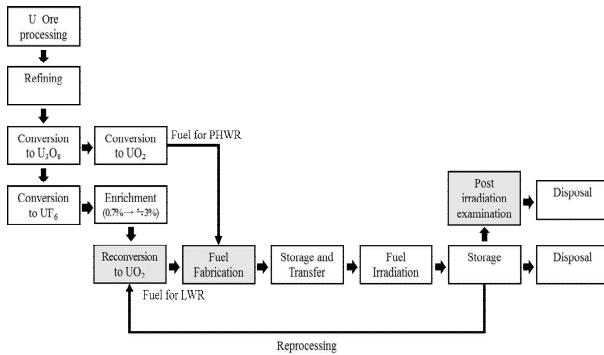 U Ore
processing
Refining
Conversion
to U₃O₈
Conversion
to UO₂
Fuel for PHWR
Conversion
to UF₆
Enrichment
(0.7%→≒3%)
Post
irradiation
examination
Disposal
Reconversion
to UO₂
Fuel
Fabrication
Storage and
Transfer
Fuel
Irradiation
Storage
Disposal
Fuel for LWR
Reprocessing